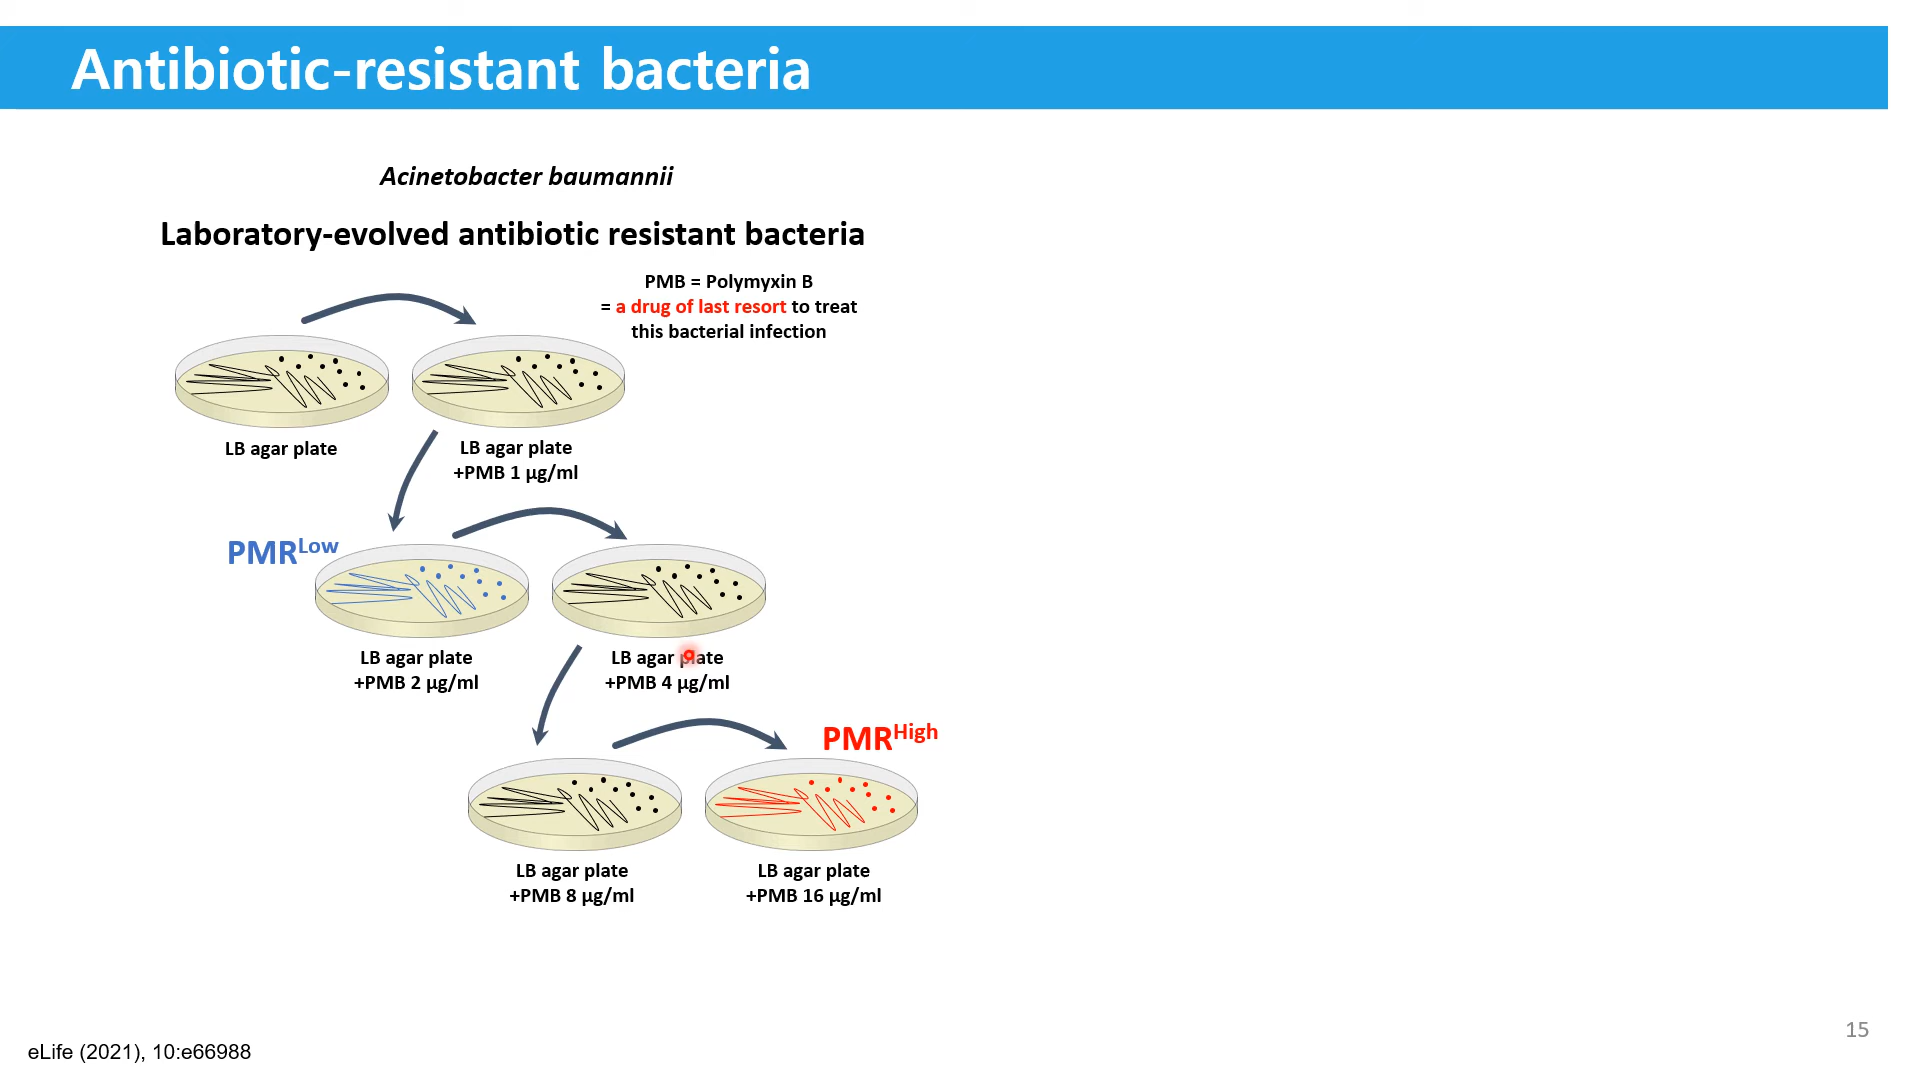 Antibiotic-resistant bacteria
Acinetobacter baumannii
Laboratory-evolved antibiotic resistant bacteria
PMB = Polymyxin B
= a drug of last resort to treat
this bacterial infection
LB agar plate
LB agar plate
+PMB 1 μg/ml
PMRLow
LB agar plate
+PMB 2 μg/ml
LB agar plate
+PMB 4 μg/ml
PMRHigh
LB agar plate
+PMB 8 μg/ml
LB agar plate
+PMB 16 μg/ml
15
eLife (2021), 10:e66988